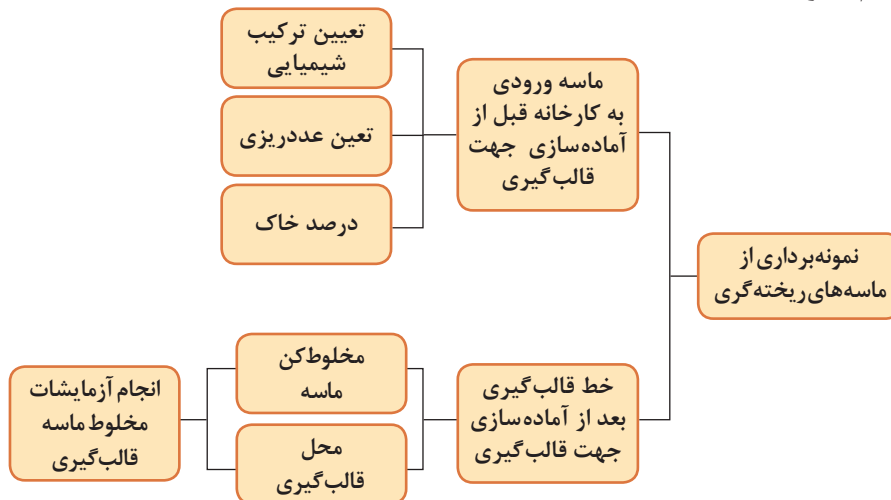 نمونه‌برداری از
ماسه‌های ریخته‌گری
ماسه ورودی
به کارخانه قبل از
آماده‌سازی جهت
قالب‌گیری
تعیین ترکیب
شیمیایی
تعین عددریزی
درصد خاک
خط قالب‌گیری
بعد از آماده‌سازی
جهت قالب‌گیری
مخلوط‌کن
ماسه
محل
قالب‌گیری
انجام آزمایشات
مخلوط ماسه
قالب‌گیری